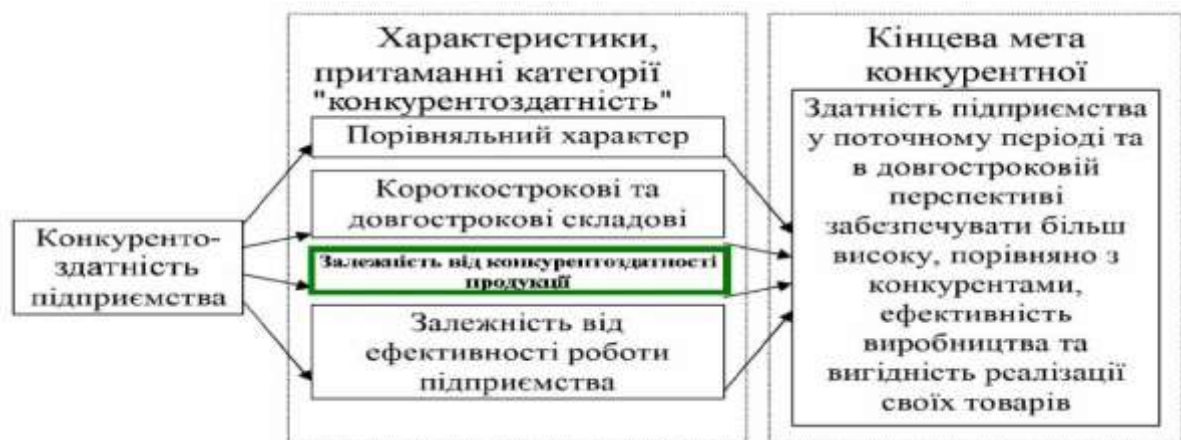 Конкуренто-
здатність
підприємства
Характеристики,
притаманні категорії
"конкурентоздатність"
Порівняльний характер
Короткострокові та
довгострокові складові
Залежність від конкурентоздатності
продукції
Залежність від
ефективності роботи
підприємства
Кінцева мета
конкурентної
Здатність підприємства
у поточному періоді та
в довгостроковій
перспективі
забезпечувати більш
високу, порівняно з
конкурентами,
ефективність
виробництва та
вигідність реалізації
своїх товарів